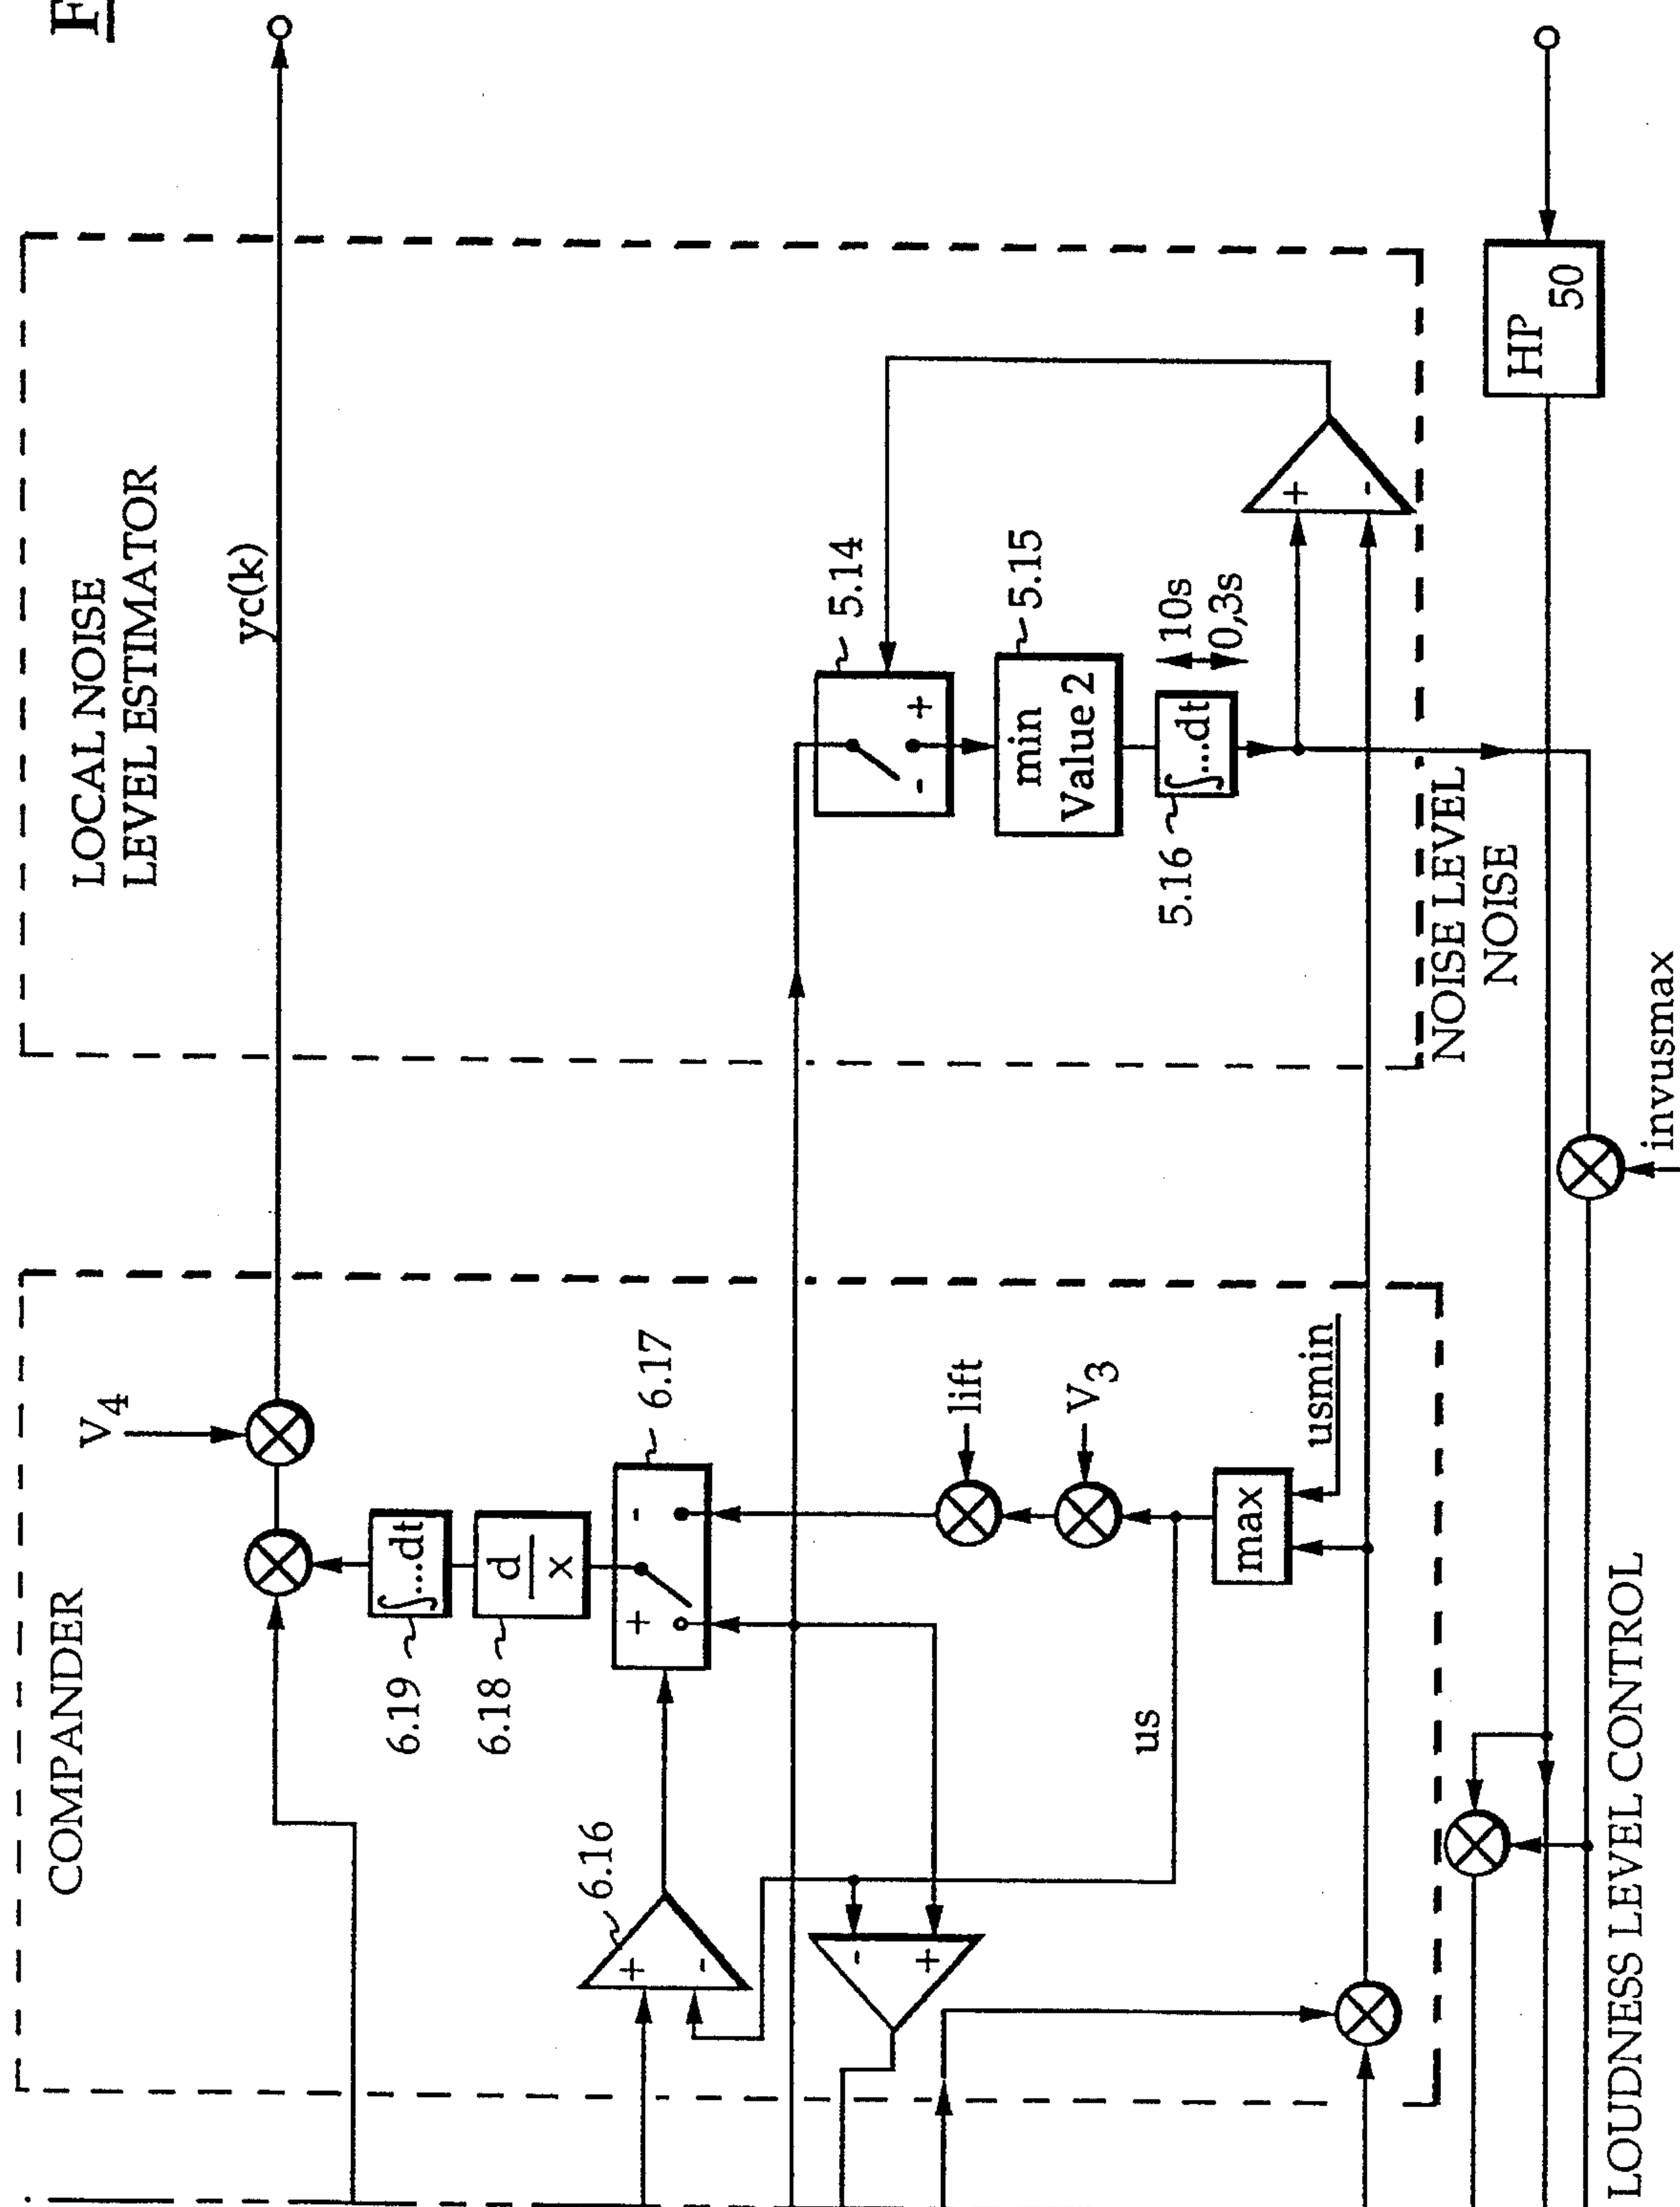 F
COMPANDER
V4
6.19
∫...dt
6.18
d
x
6.17
+
-
6.16
+
-
-
+
lift
V3
us
max
usmin
LOCAL NOISE
LEVEL ESTIMATOR
yc(k)
5.14
-
+
5.15
min
Value 2
5.16
∫...dt
10s
0,3s
+
-
NOISE LEVEL
NOISE
HP
50
invusmax
LOUDNESS LEVEL CONTROL